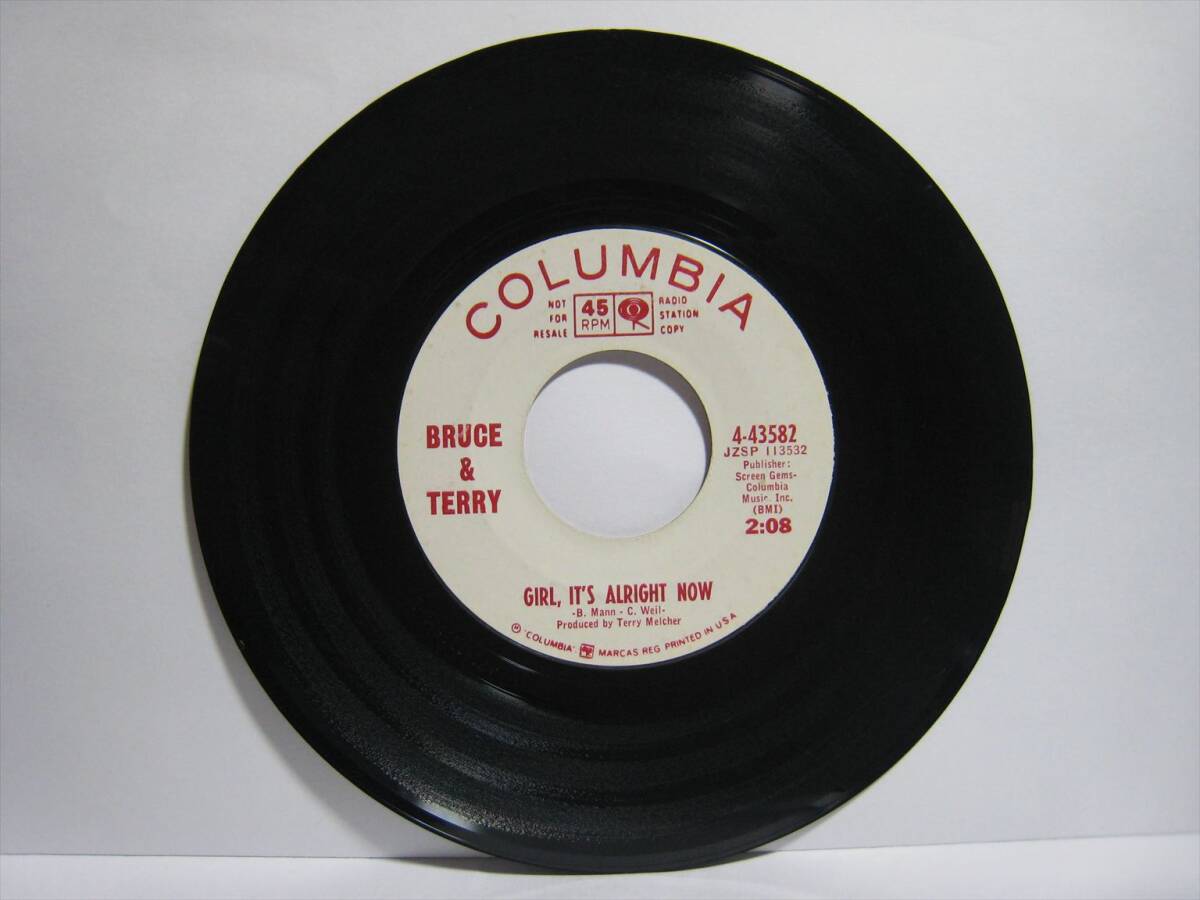 COLUMBIA
NOT
FOR
RESALE
45
RPM
RADIO
STATION
COPY
BRUCE
&
TERRY
4-43582
JZSP 113532
Publisher:
Screen Gems-
Columbia
Music Inc.
(BMI)
2:08
GIRL, IT'S ALRIGHT NOW
-B. Mann - C. Weil-
Produced by Terry Melcher
"COLUMBIA", MARCAS REG. PRINTED IN U.S.A.